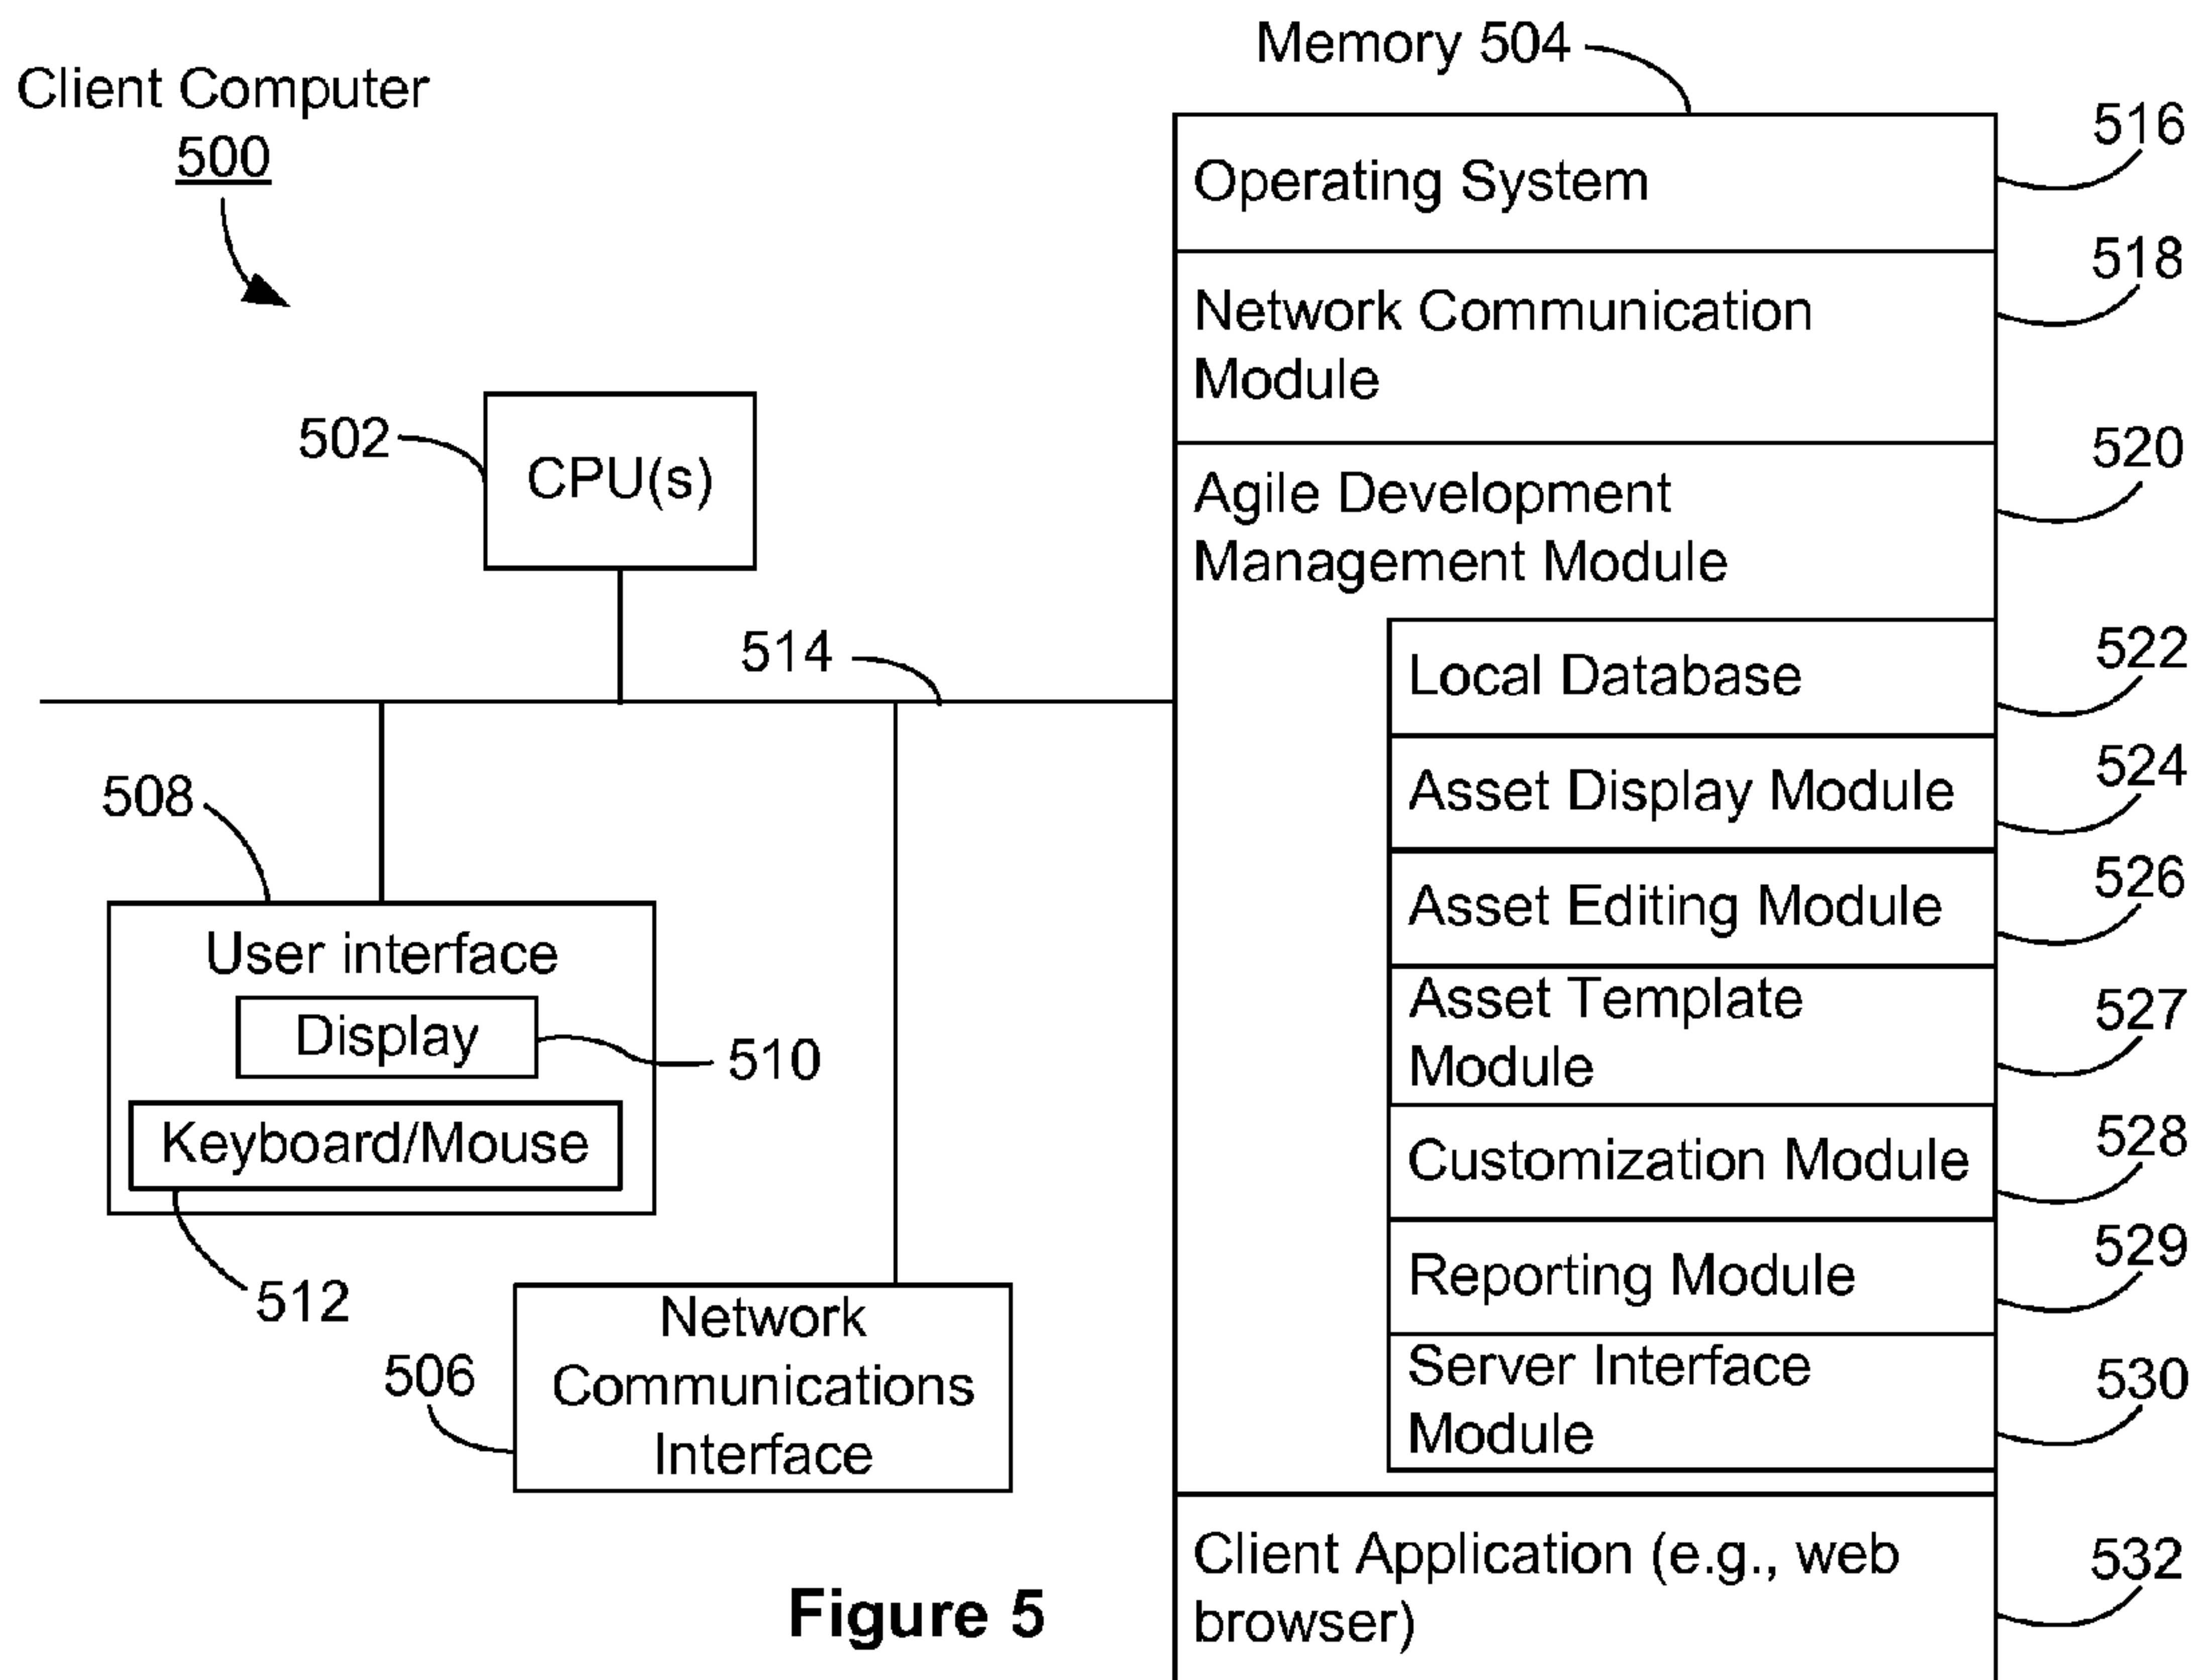 Client Computer
500
502
CPU(s)
514
508
User interface
Display
510
Keyboard/Mouse
512
506
Network
Communications
Interface
Memory 504
Operating System
516
Network Communication
Module
518
Agile Development
Management Module
520
Local Database
522
Asset Display Module
524
Asset Editing Module
526
Asset Template
Module
527
Customization Module
528
Reporting Module
529
Server Interface
Module
530
Client Application (e.g., web
browser)
532
Figure 5